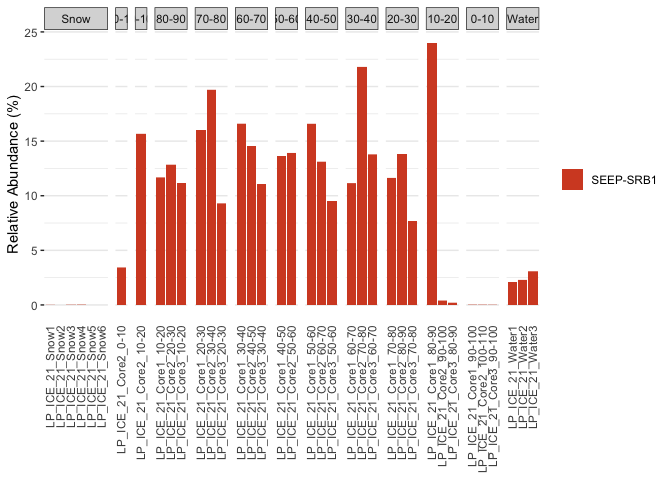 Snow
80-90
70-80
60-70
40-50
30-40
20-30
10-20
0-10
Water
Relative Abundance (%)
25
20
15
10
5
0
SEEP-SRB1
LP_ICE_21_Snow1
LP_ICE_21_Snow2
LP_ICE_21_Snow3
LP_ICE_21_Snow4
LP_ICE_21_Snow5
LP_ICE_21_Snow6
LP_ICE_21_Core2_0-10
LP_ICE_21_Core2_10-20
LP_ICE_21_Core1_10-20
LP_ICE_21_Core2_20-30
LP_ICE_21_Core3_10-20
LP_ICE_21_Core1_20-30
LP_ICE_21_Core2_30-40
LP_ICE_21_Core3_20-30
LP_ICE_21_Core1_30-40
LP_ICE_21_Core2_40-50
LP_ICE_21_Core3_30-40
LP_ICE_21_Core1_40-50
LP_ICE_21_Core2_50-60
LP_ICE_21_Core1_50-60
LP_ICE_21_Core2_60-70
LP_ICE_21_Core3_50-60
LP_ICE_21_Core1_60-70
LP_ICE_21_Core2_70-80
LP_ICE_21_Core3_60-70
LP_ICE_21_Core1_70-80
LP_ICE_21_Core2_80-90
LP_ICE_21_Core3_70-80
LP_ICE_21_Core1_80-90
LP_ICE_21_Core2_90-100
LP_ICE_21_Core3_80-90
LP_ICE_21_Core1_90-100
LP_ICE_21_Core2_100-110
LP_ICE_21_Core3_90-100
LP_ICE_21_Water1
LP_ICE_21_Water2
LP_ICE_21_Water3